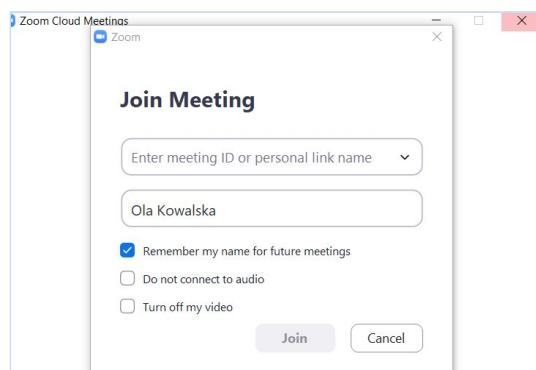 Zoom Cloud Meetings
Zoom
Join Meeting
Enter meeting ID or personal link name
Ola Kowalska
Remember my name for future meetings
Do not connect to audio
Turn off my video
Join Cancel